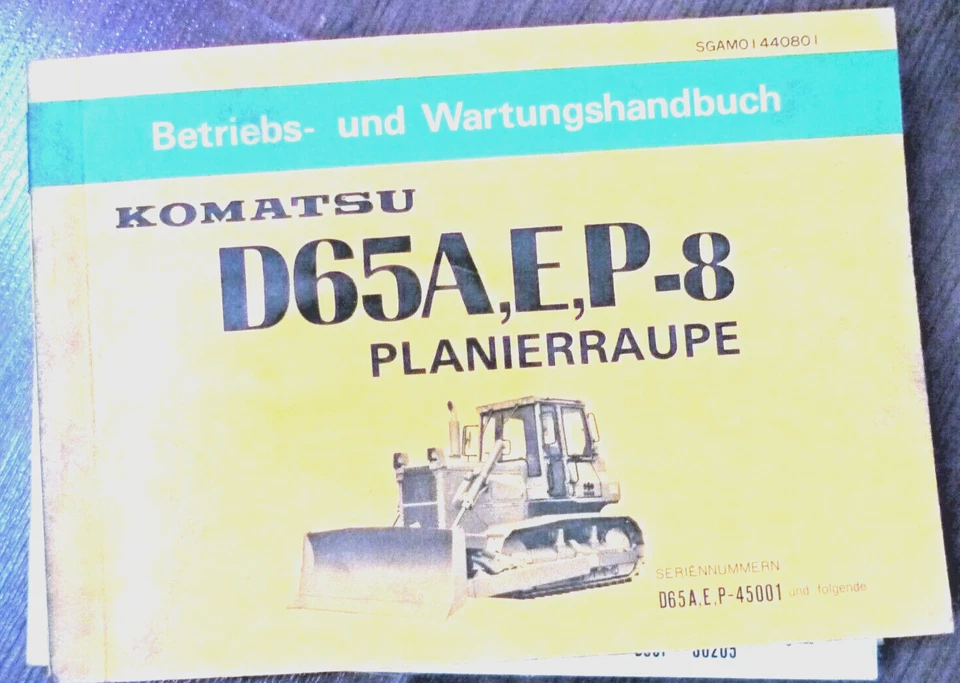 SGAM01440801
Betriebs- und Wartungshandbuch
KOMATSU
D65A,E,P-8
PLANIERRAUPE
SERIENNUMMERN
D65A,E,P-45001 und folgende